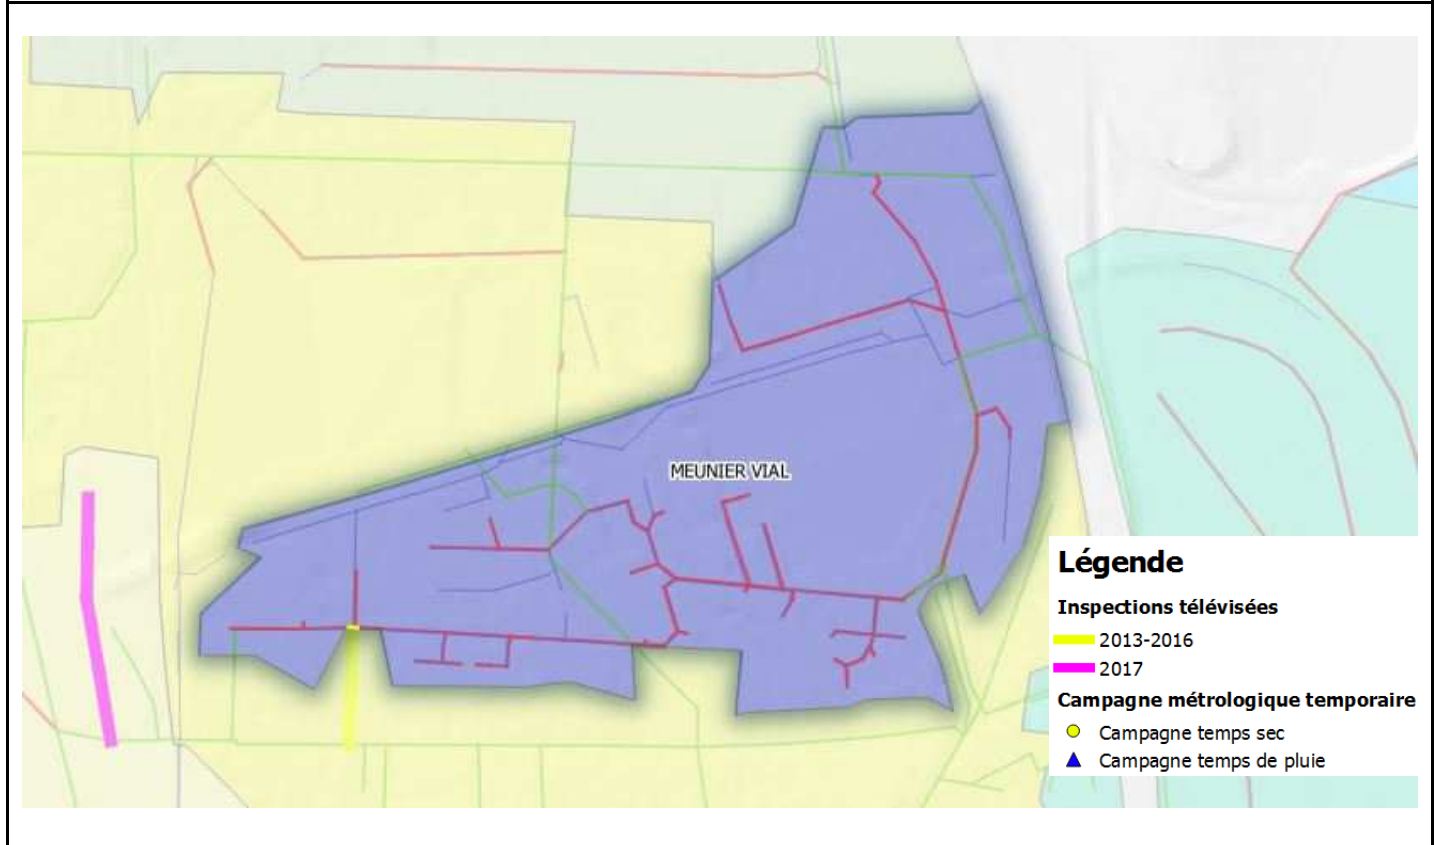 MEUNIER VIAL
Légende
Inspections télévisées
2013-2016
2017
Campagne métrologique temporaire
Campagne temps sec
Campagne temps de pluie